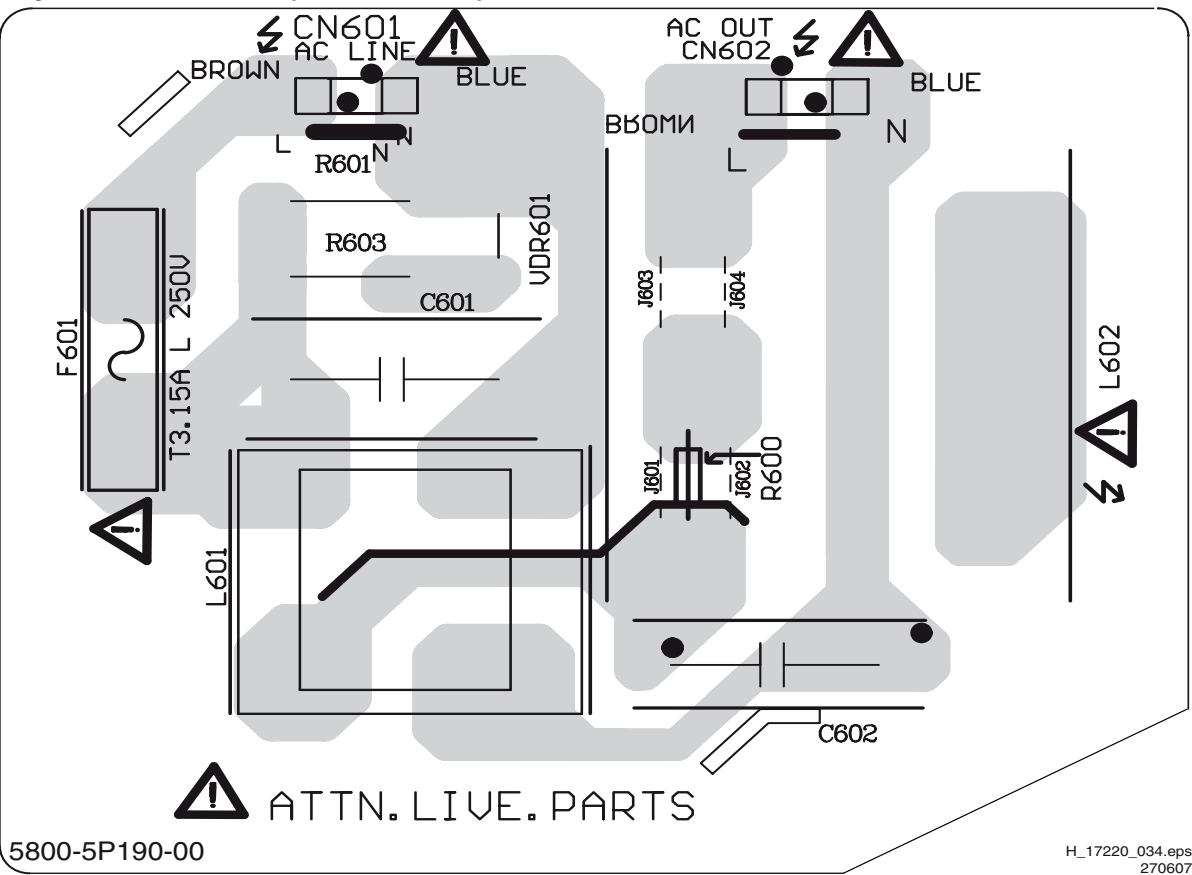 CN601
AC LINE
BROWN
BLUE
AC OUT
CN602
BLUE
BROWN
L
N
N
L
N
R601
R603
VDR601
C601
J603
J604
F601
T3.15A L 250V
L602
J601
J602
R600
L601
C602
ATTN.LIVE.PARTS
5800-5P190-00
H_17220_034.eps
270607